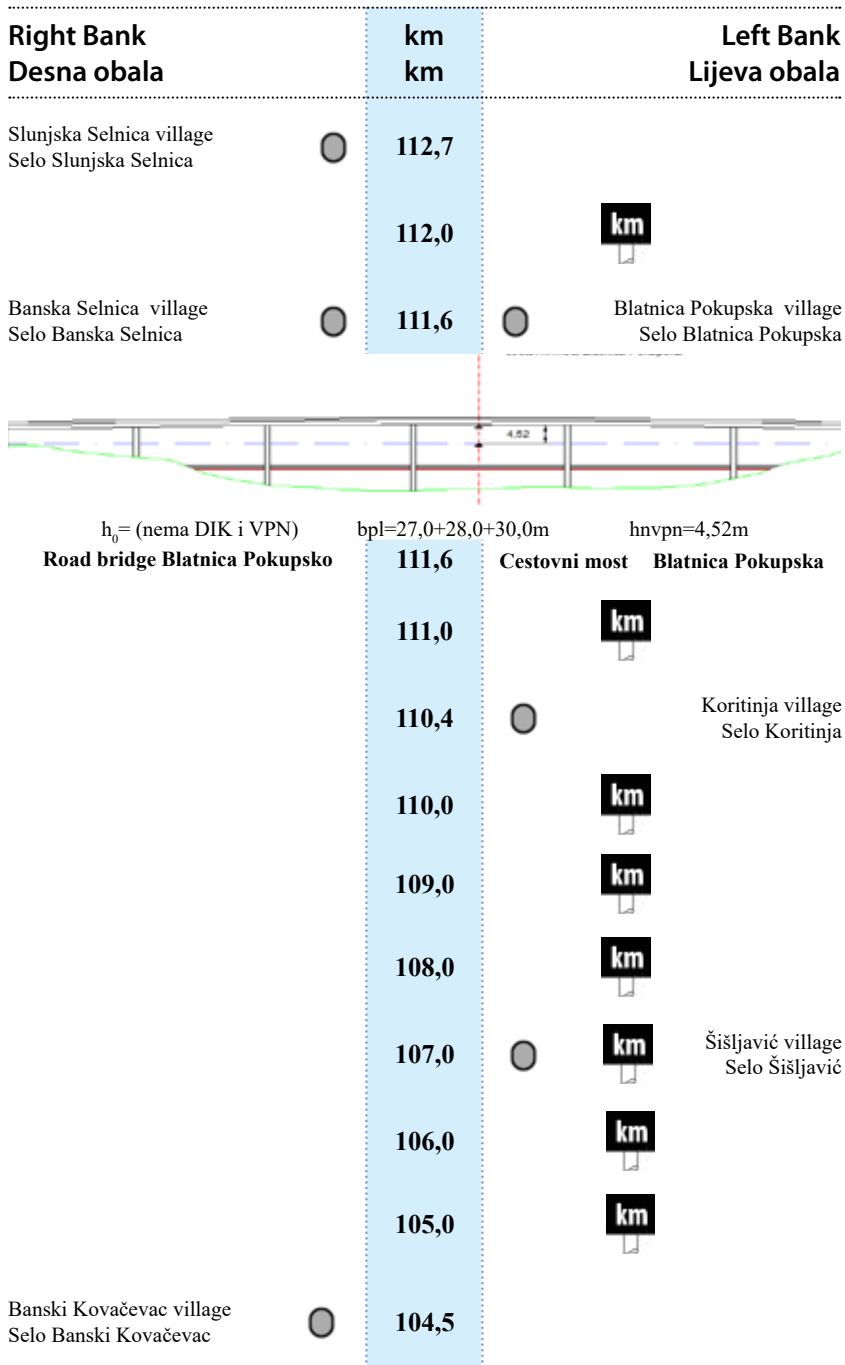 Right Bank km Left Bank
Desna obala km Lijeva obala
Slunjska Selnica village
Selo Slunjska Selnica
112,7
112,0 km
Banska Selnica village
Selo Banska Selnica
111,6
Blatnica Pokupska village
Selo Blatnica Pokupska
4,52
h0= (nema DIK i VPN) bpl=27,0+28,0+30,0m hnvpn=4,52m
Road bridge Blatnica Pokupsko 111,6 Cestovni most Blatnica Pokupska
111,0 km
110,4
Koritinja village
Selo Koritinja
110,0 km
109,0 km
108,0 km
107,0 km
Šišljavić village
Selo Šišljavić
106,0 km
105,0 km
Banski Kovačevac village
Selo Banski Kovačevac
104,5